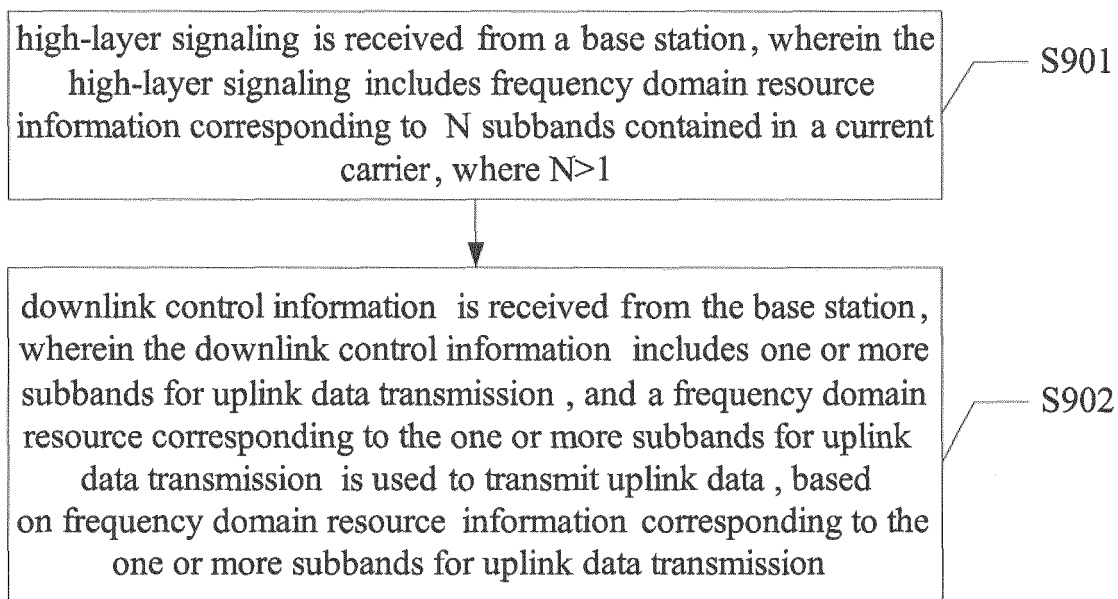 high-layer signaling is received from a base station, wherein the
high-layer signaling includes frequency domain resource
information corresponding to N subbands contained in a current
carrier, where N>1
S901
downlink control information is received from the base station,
wherein the downlink control information includes one or more
subbands for uplink data transmission, and a frequency domain
resource corresponding to the one or more subbands for uplink
data transmission is used to transmit uplink data, based
on frequency domain resource information corresponding to the
one or more subbands for uplink data transmission
S902